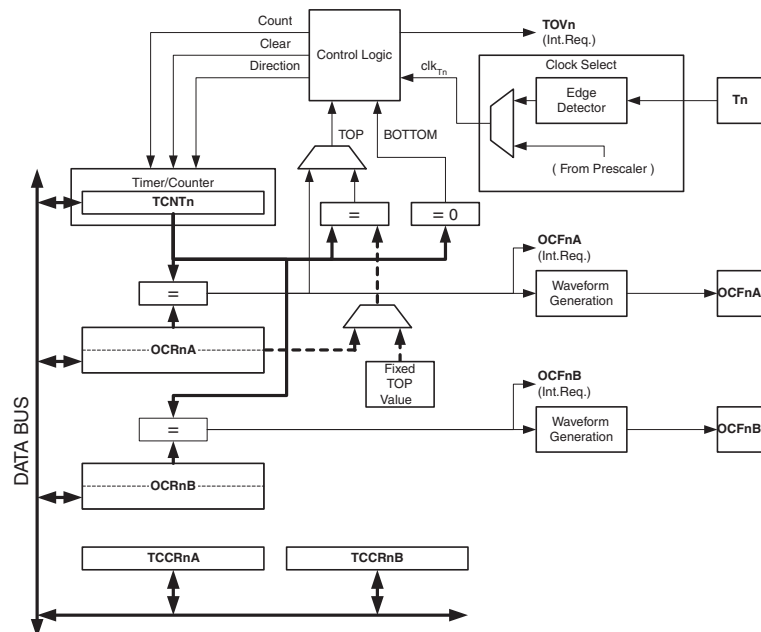 Count
Clear
Direction
Control Logic
TOVn
(Int.Req.)
clkTn
Clock Select
Edge
Detector
Tn
( From Prescaler )
TOP
BOTTOM
Timer/Counter
TCNTn
=
= 0
OCFnA
(Int.Req.)
=
Waveform
Generation
OCFnA
OCRnA
Fixed
TOP
Value
OCFnB
(Int.Req.)
=
Waveform
Generation
OCFnB
OCRnB
DATA BUS
TCCRnA
TCCRnB